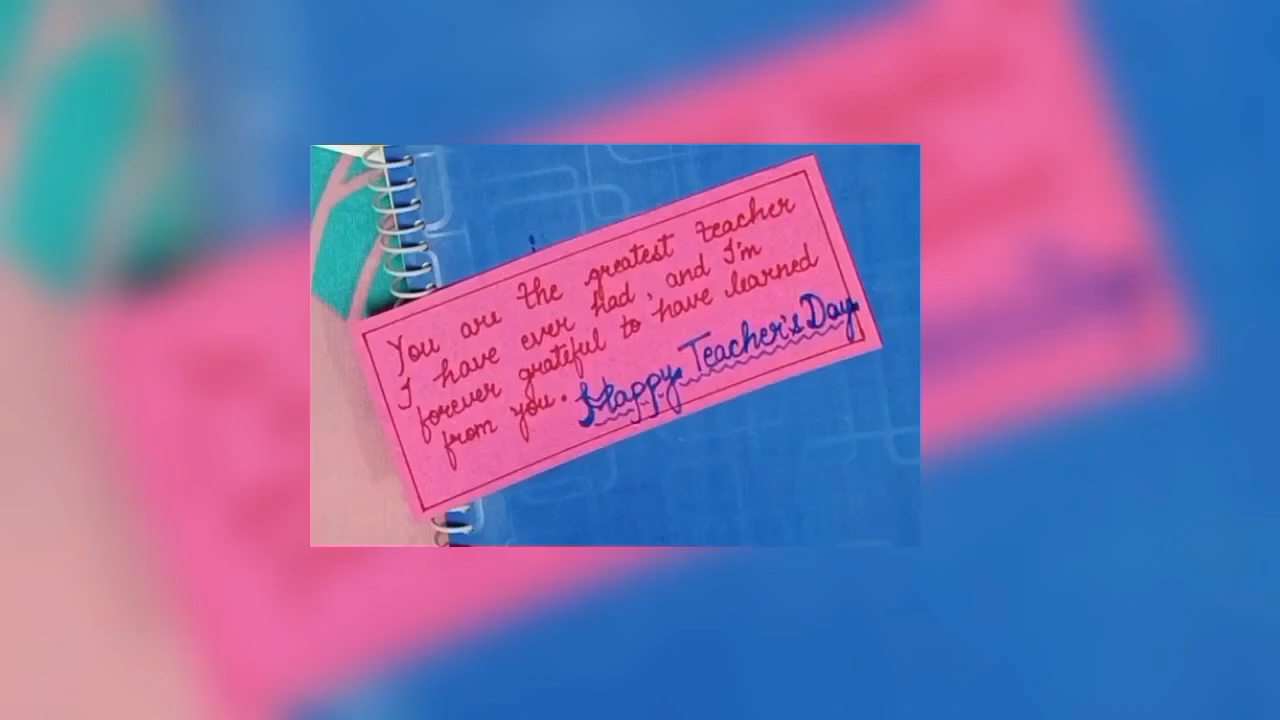 You are the greatest teacher
I have ever had, and I'm
forever grateful to have learned
from you. Happy Teacher's Day